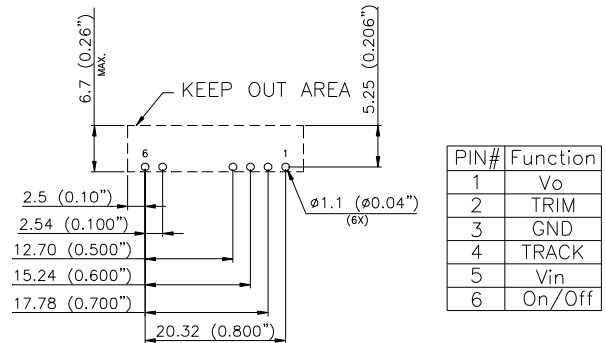 6.7 (0.26”)
MAX.
5.25 (0.206”)
KEEP OUT AREA
6
1
2.5 (0.10”)
2.54 (0.100”)
12.70 (0.500”)
15.24 (0.600”)
17.78 (0.700”)
20.32 (0.800”)
ø1.1 (ø0.04”)
(6X)
PIN# Function
1 Vo
2 TRIM
3 GND
4 TRACK
5 Vin
6 On/Off